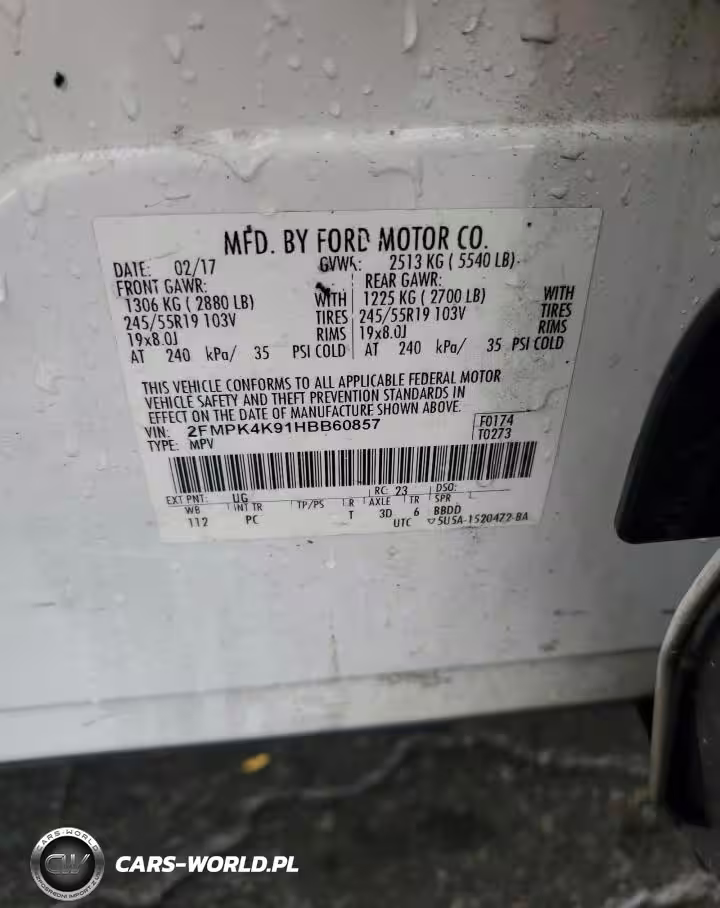 MFD. BY FORD MOTOR CO.
DATE: 02/17 GVWR: 2513 KG ( 5540 LB)
FRONT GAWR: REAR GAWR:
1306 KG ( 2880 LB) WITH 1225 KG ( 2700 LB) WITH
245/55R19 103V TIRES 245/55R19 103V TIRES
19x8.0J RIMS 19x8.0J RIMS
AT 240 kPa/ 35 PSI COLD AT 240 kPa/ 35 PSI COLD
THIS VEHICLE CONFORMS TO ALL APPLICABLE FEDERAL MOTOR
VEHICLE SAFETY AND THEFT PREVENTION STANDARDS IN
EFFECT ON THE DATE OF MANUFACTURE SHOWN ABOVE.
VIN: 2FMPK4K91HBB60857 F0174
TYPE: MPV T0273
EXT PNT: UG RC: 23 DSO:
WB INT TR TP/PS R AXLE TR SPR
112 PC T 3D 6 BBDD
UTC 5U5A-1520472-BA
CARS-WORLD
CW
CARS-WORLD.PL